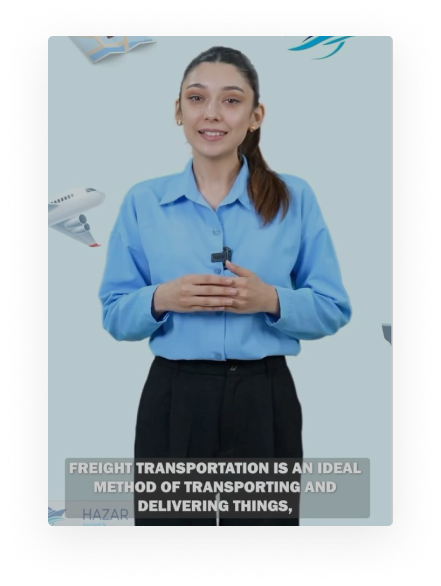 FREIGHT TRANSPORTATION IS AN IDEAL
METHOD OF TRANSPORTING AND
DELIVERING THINGS,
HAZAR